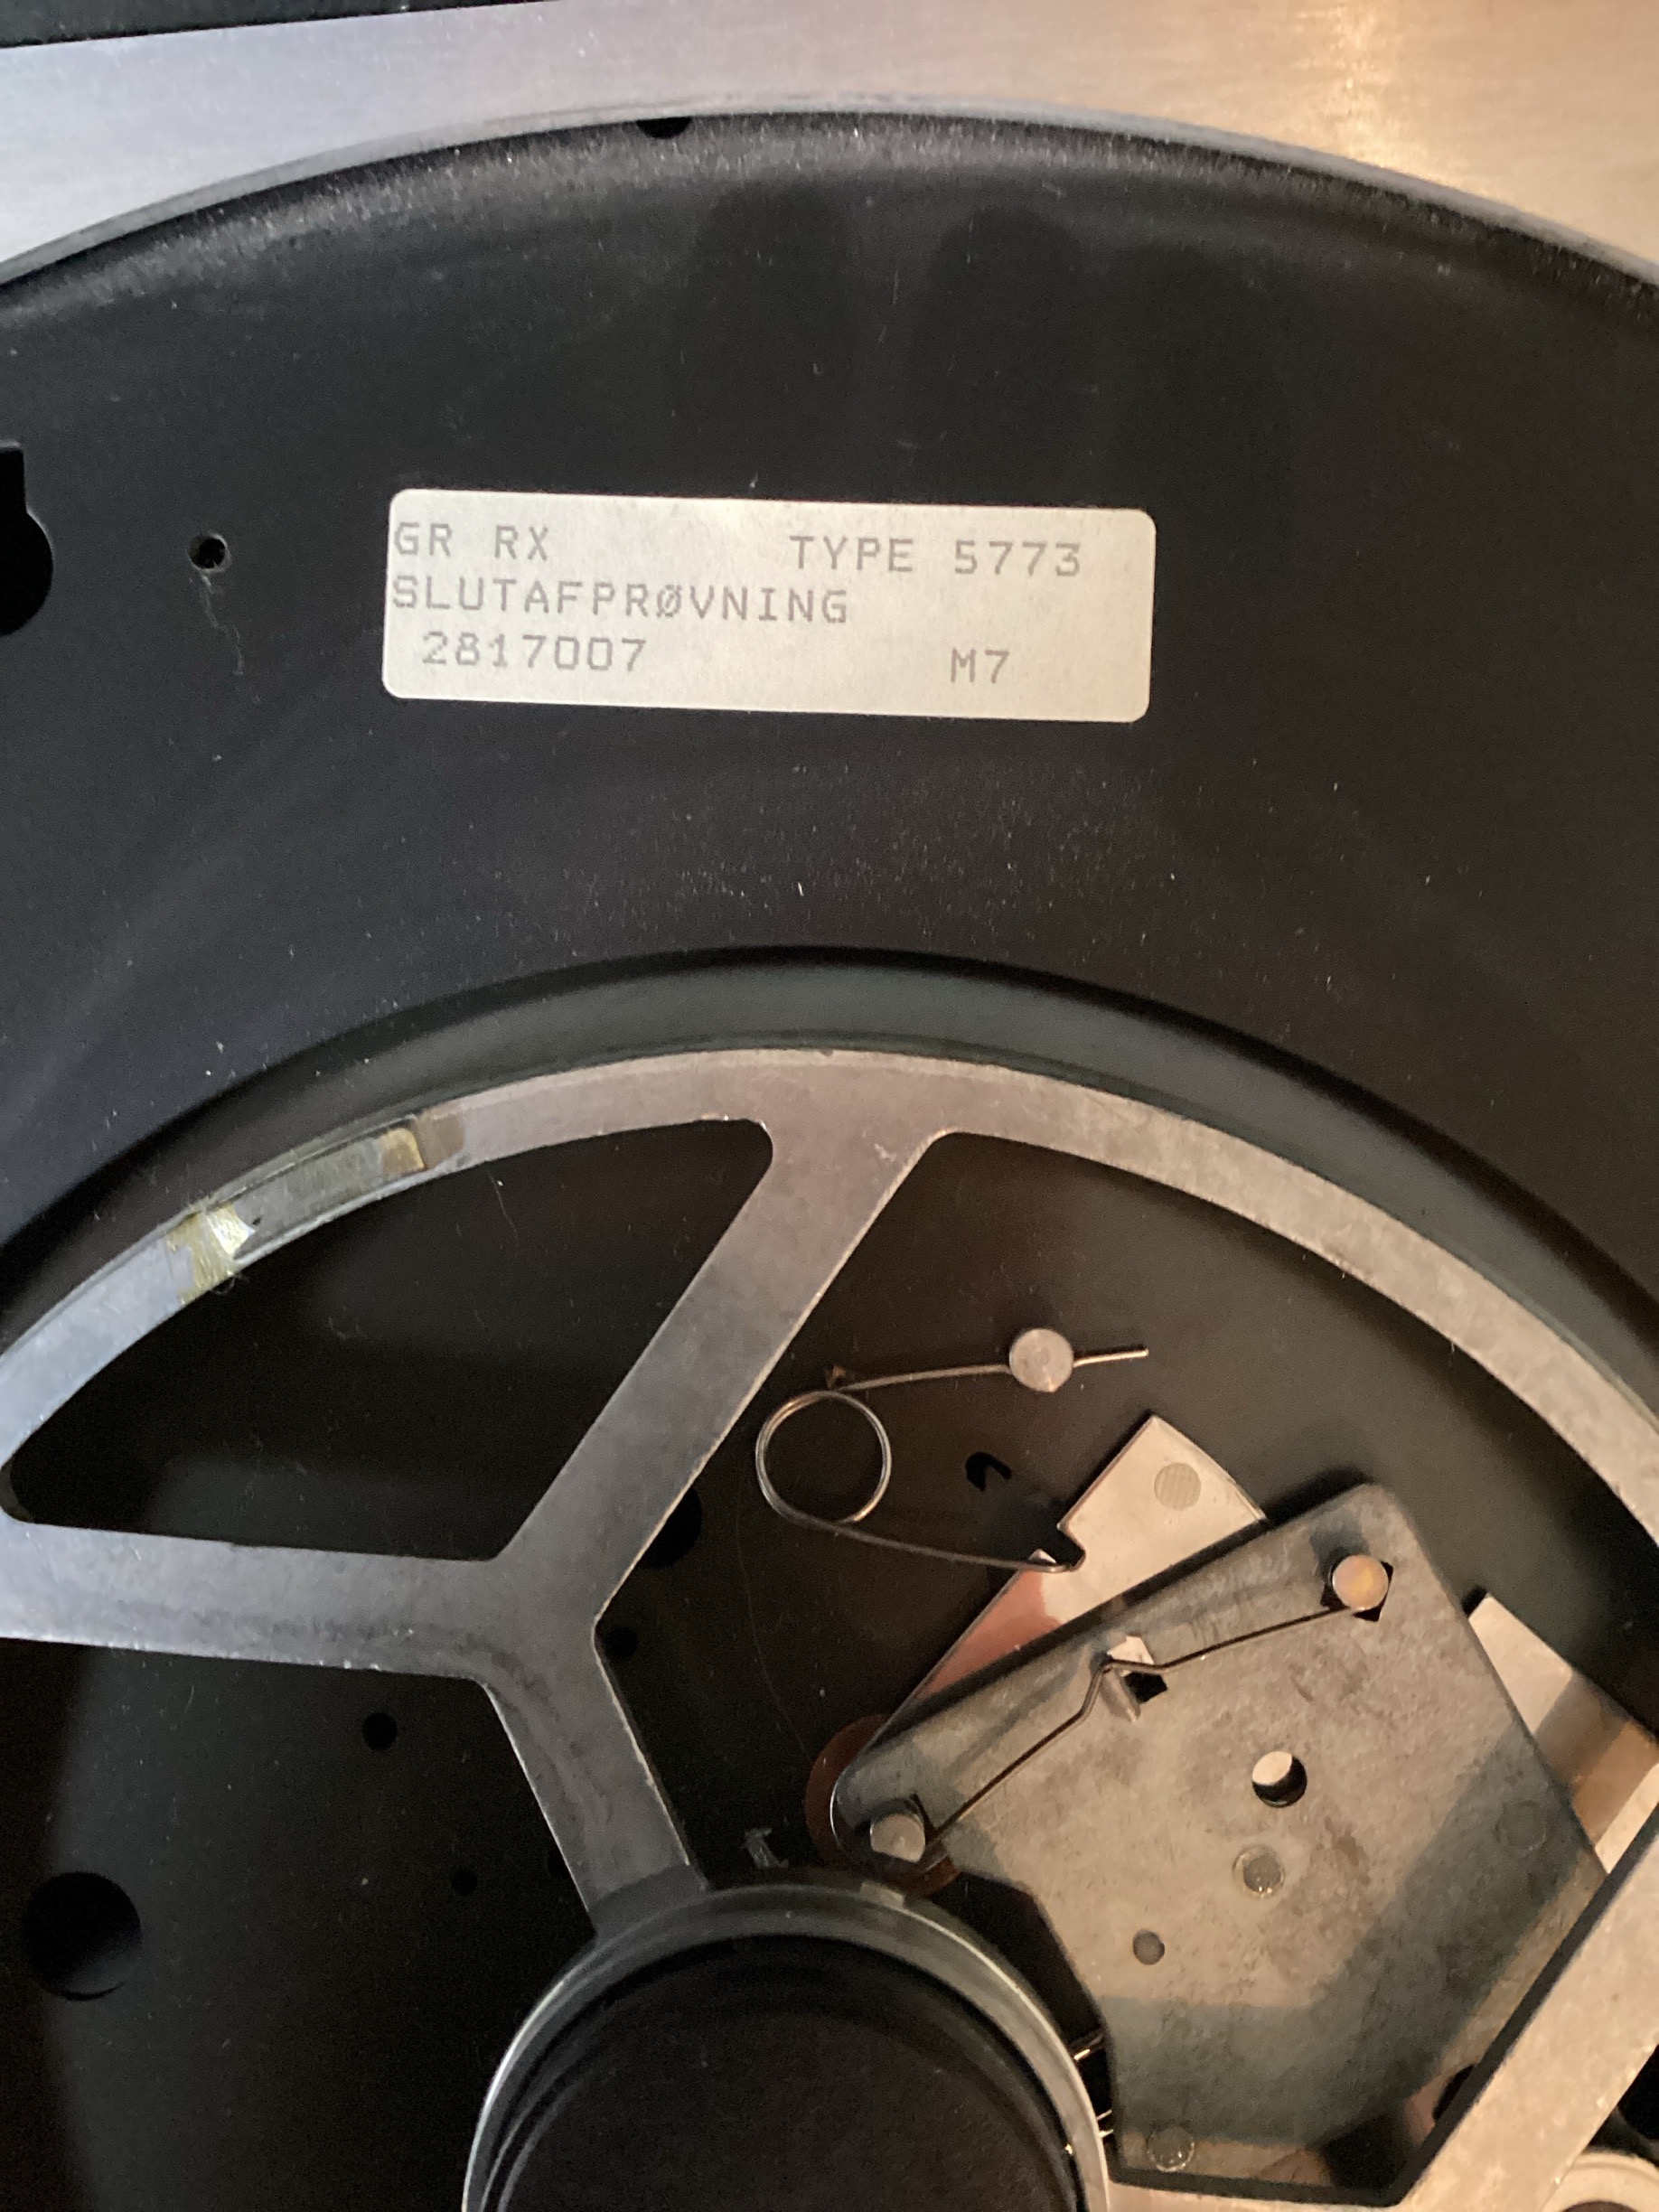 GR RX TYPE 5773
SLUTAFPRØVNING
2817007 M7